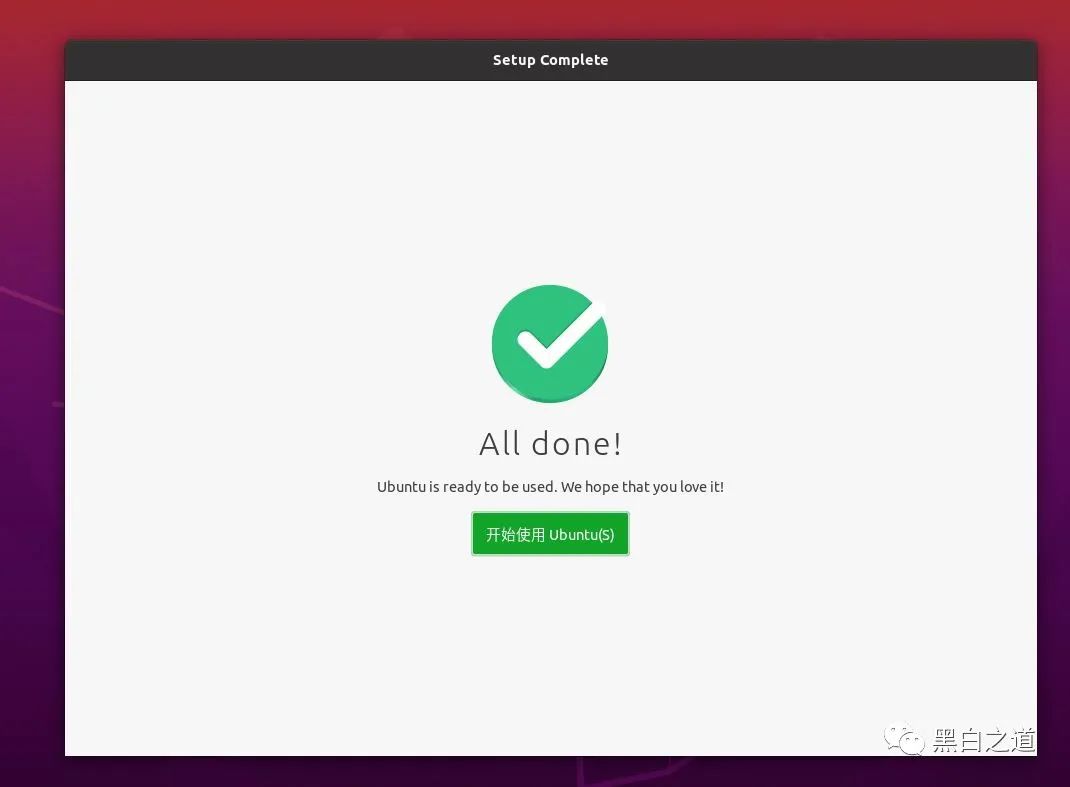 Setup Complete
All done!
Ubuntu is ready to be used. We hope that you love it!
开始使用 Ubuntu(S)
黑白之道